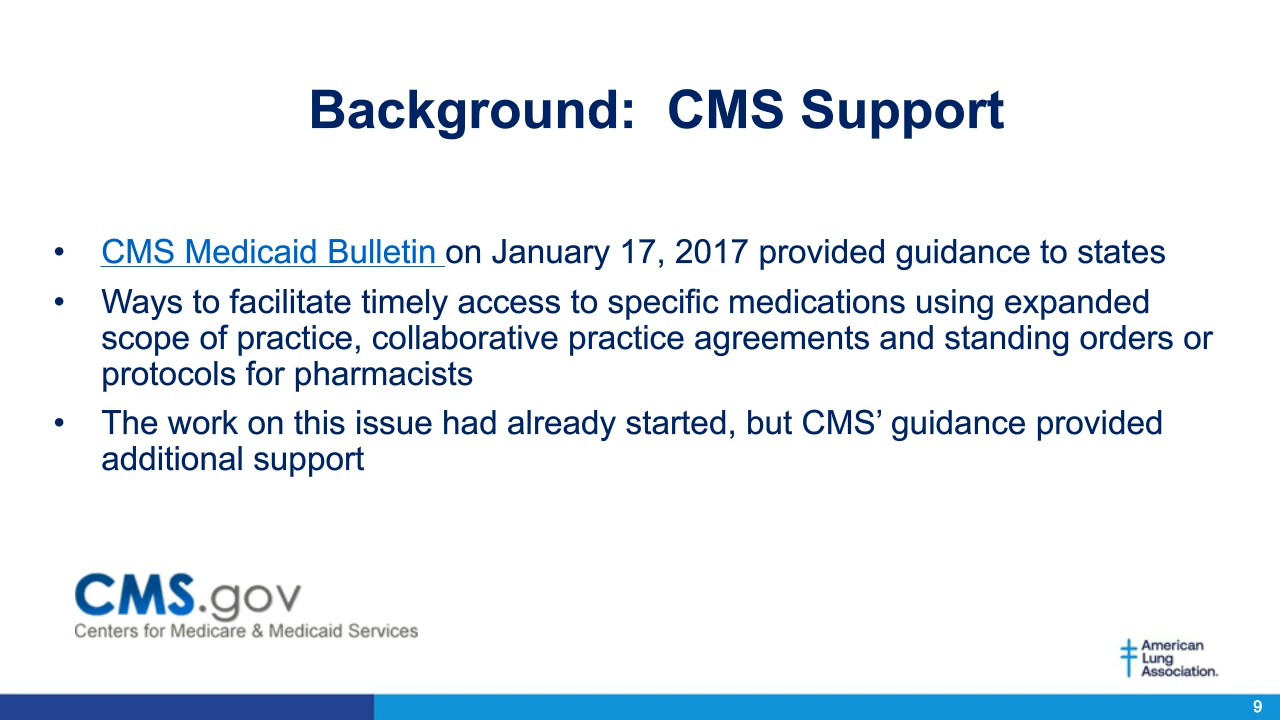 Background:  CMS Support
• CMS Medicaid Bulletin on January 17, 2017 provided guidance to states
• Ways to facilitate timely access to specific medications using expanded
scope of practice, collaborative practice agreements and standing orders or
protocols for pharmacists
• The work on this issue had already started, but CMS’ guidance provided
additional support
CMS.gov
Centers for Medicare & Medicaid Services
American
Lung
Association.
9